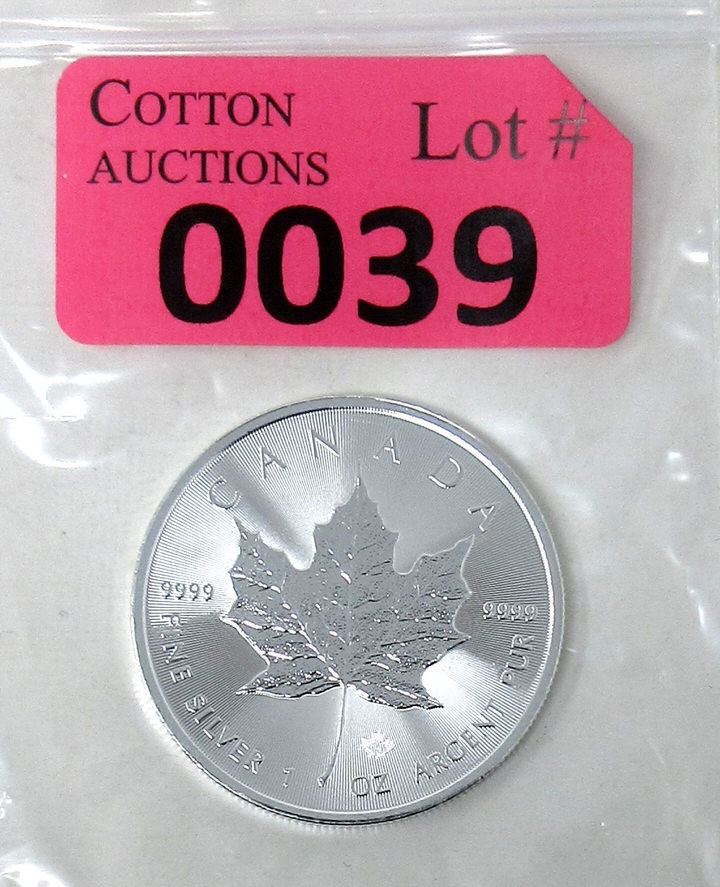 COTTON
AUCTIONS
Lot #
0039
CANADA
9999
9999
FINE SILVER 1 OZ ARGENT PUR